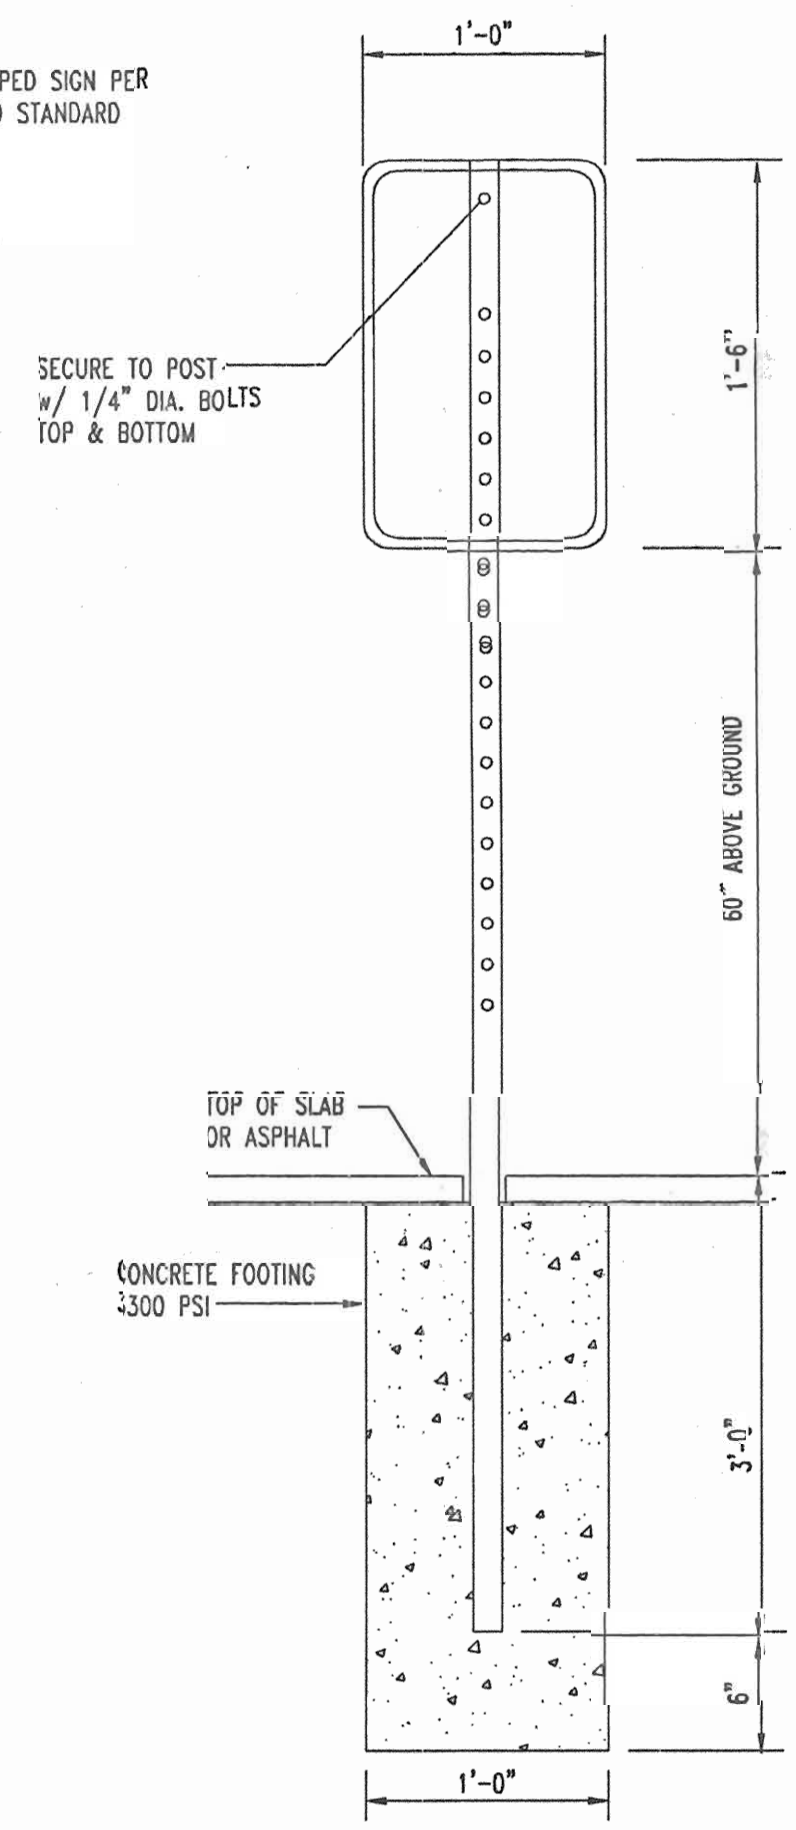 1'-0"
PED SIGN PER
STANDARD
SECURE TO POST
w/ 1/4" DIA. BOLTS
TOP & BOTTOM
1'-6"
60" ABOVE GROUND
TOP OF SLAB
OR ASPHALT
CONCRETE FOOTING
3300 PSI
3'-0"
6"
1'-0"